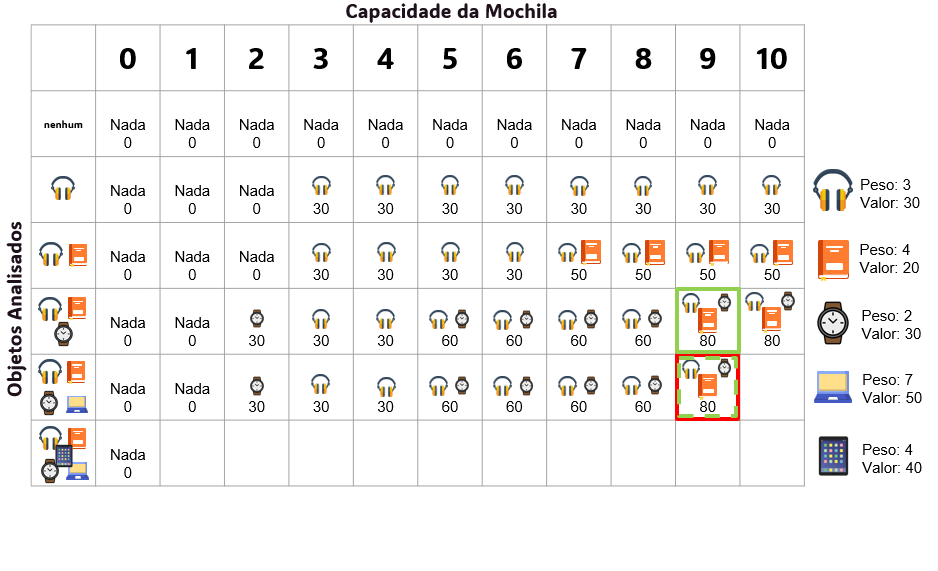 Capacidade da Mochila
0 1 2 3 4 5 6 7 8 9 10
nenhum Nada Nada Nada Nada Nada Nada Nada Nada Nada Nada Nada
0 0 0 0 0 0 0 0 0 0 0
Nada Nada Nada
0 0 0 30 30 30 30 30 30 30 30
Nada Nada Nada
0 0 0 30 30 30 30 50 50 50 50
Nada Nada
0 0 30 30 30 60 60 60 60 80 80
Nada Nada
0 0 30 30 30 60 60 60 60 80
Nada
0
Objetos Analisados
Peso: 3
Valor: 30
Peso: 4
Valor: 20
Peso: 2
Valor: 30
Peso: 7
Valor: 50
Peso: 4
Valor: 40